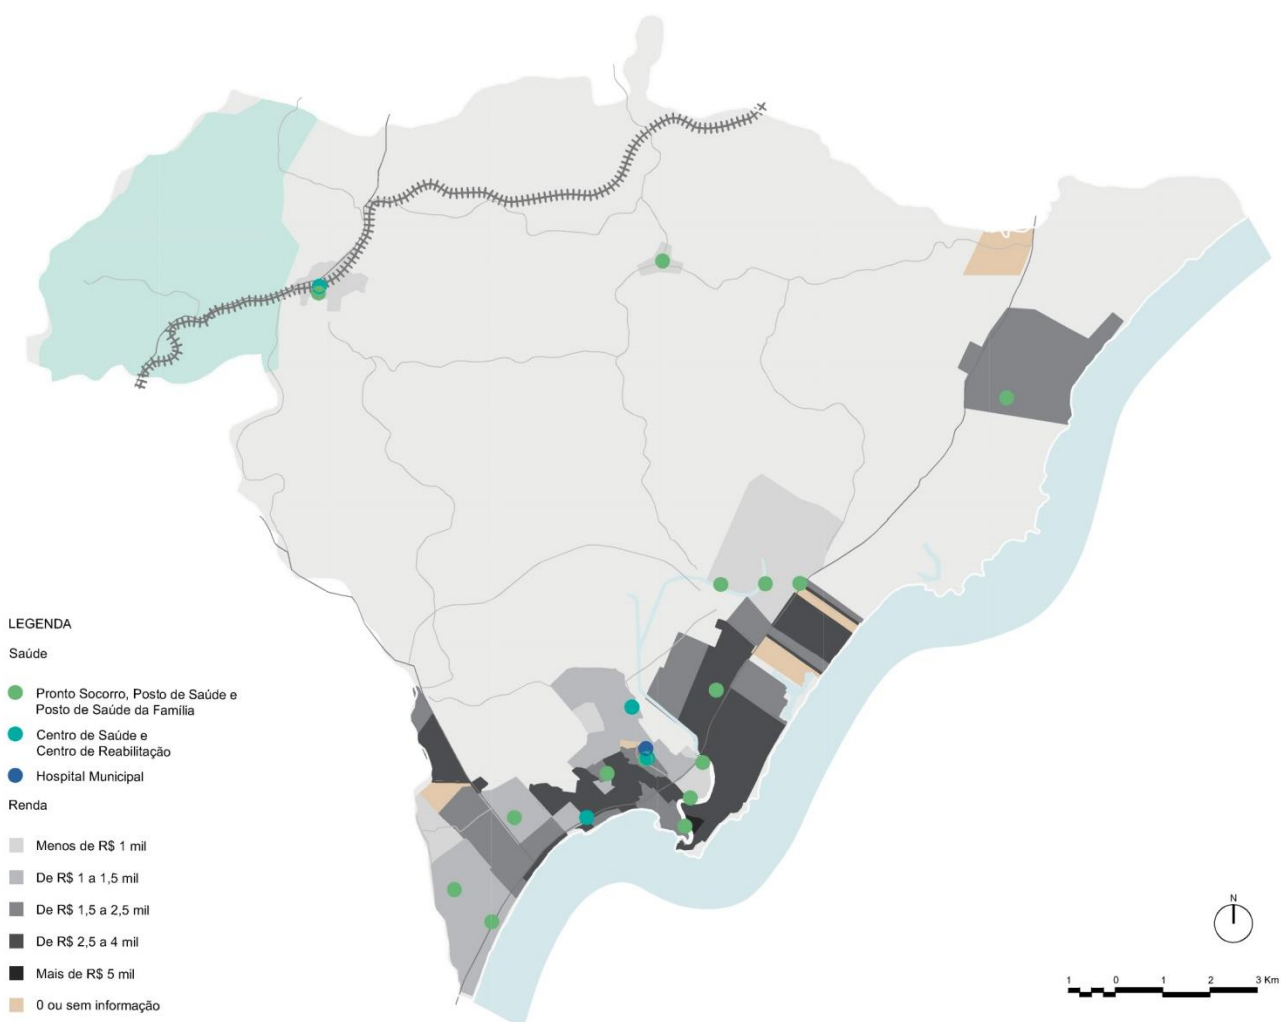 LEGENDA
Saúde
Pronto Socorro, Posto de Saúde e
Posto de Saúde da Família
Centro de Saúde e
Centro de Reabilitação
Hospital Municipal
Renda
Menos de R$ 1 mil
De R$ 1 a 1,5 mil
De R$ 1,5 a 2,5 mil
De R$ 2,5 a 4 mil
Mais de R$ 5 mil
0 ou sem informação
N
1 0 1 2 3 Km